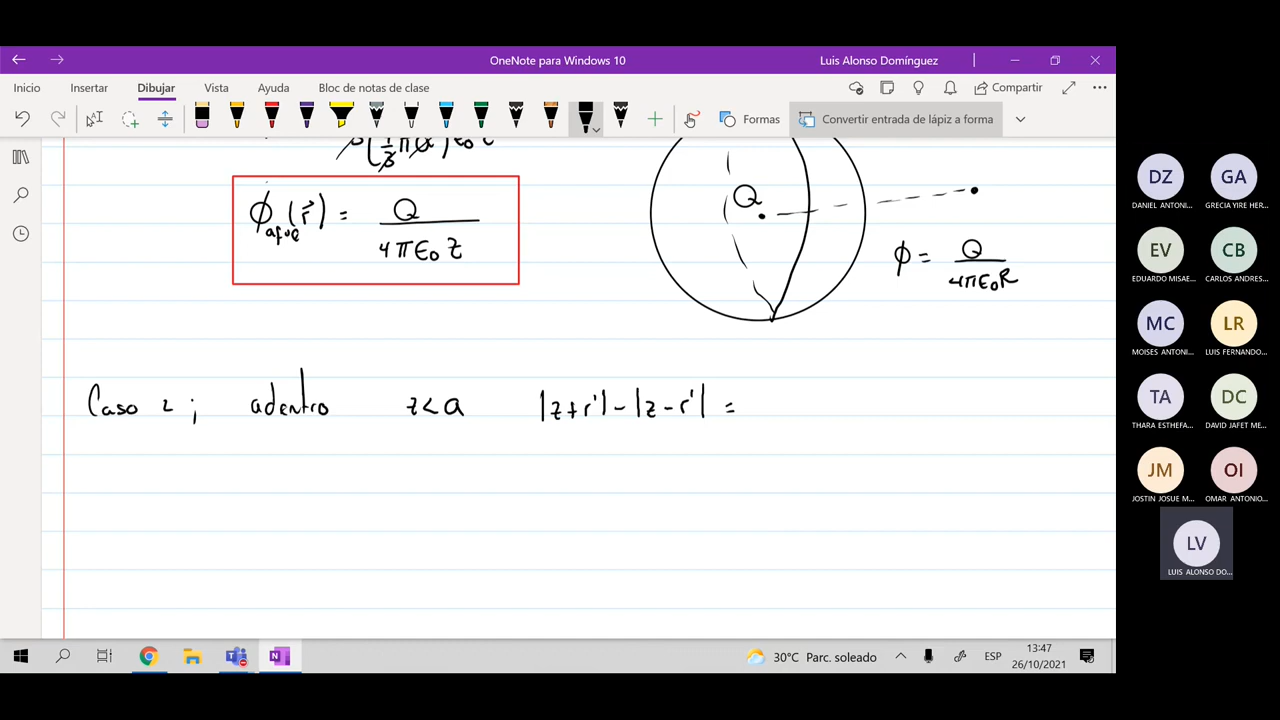 OneNote para Windows 10
Luis Alonso Domínguez
Inicio Insertar Dibujar Vista Ayuda Bloc de notas de clase
Compartir
Formas
Convertir entrada de lápiz a forma
ϕ afue (r⃗) = Q / 4πε₀ z
Q
ϕ = Q / 4πε₀R
Caso 2 ; adentro z < a |z + r'| - |z - r'| =
DZ GA
DANIEL ANTONI... GRECIA YIRE HER...
EV CB
EDUARDO MISAE... CARLOS ANDRES...
MC LR
MOISES ANTONI... LUIS FERNANDO...
TA DC
THARA ESTHEFA... DAVID JAFET ME...
JM OI
JOSTIN JOSUE M... OMAR ANTONIO...
LV
LUIS ALONSO DO...
30°C Parc. soleado
ESP
13:47
26/10/2021